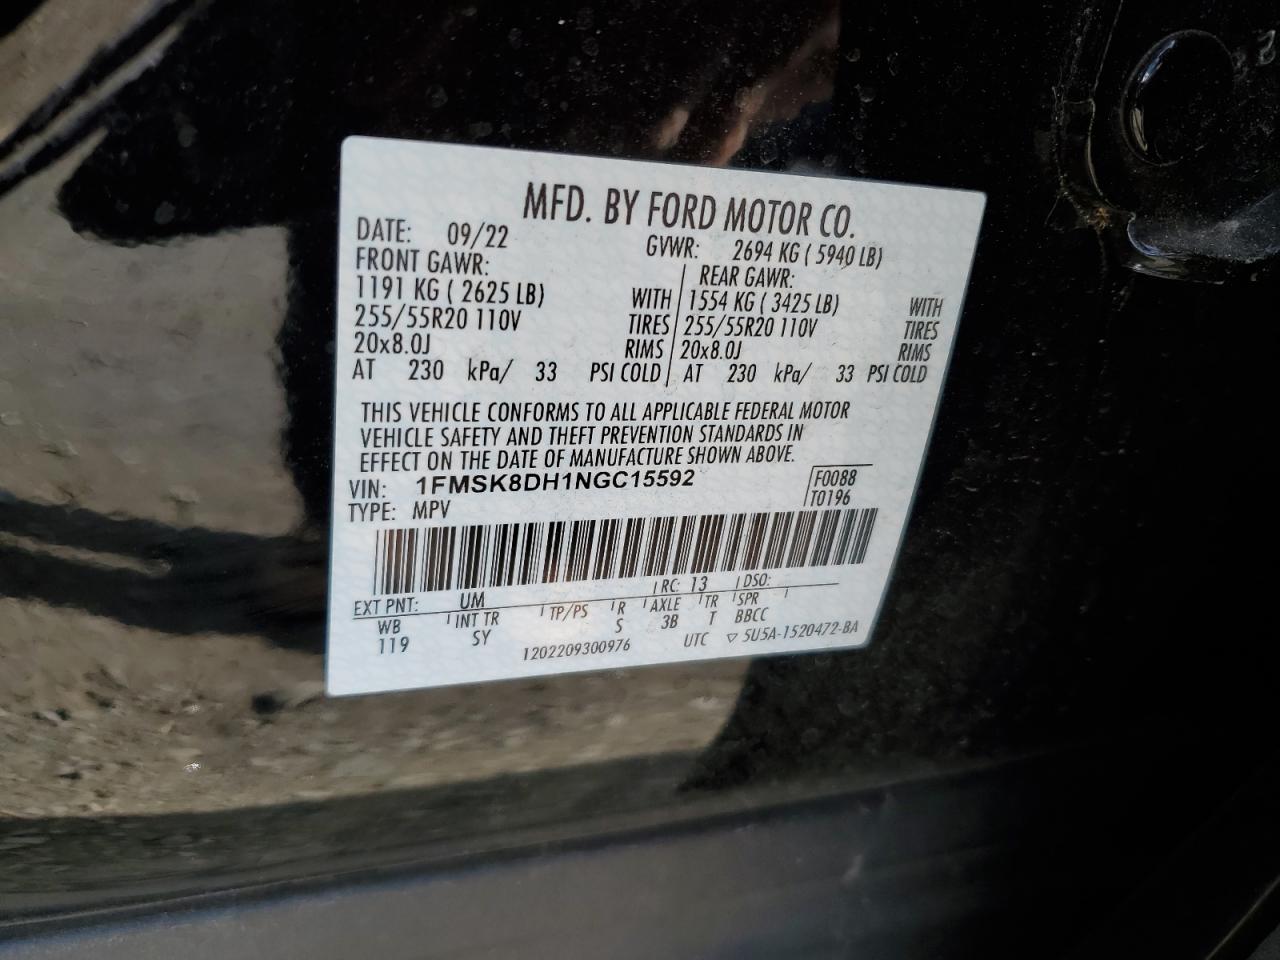 MFD. BY FORD MOTOR CO.
DATE: 09/22 GVWR: 2694 KG ( 5940 LB)
FRONT GAWR: REAR GAWR:
1191 KG ( 2625 LB) WITH 1554 KG ( 3425 LB) WITH
255/55R20 110V TIRES 255/55R20 110V TIRES
20x8.0J RIMS 20x8.0J RIMS
AT 230 kPa/ 33 PSI COLD AT 230 kPa/ 33 PSI COLD
THIS VEHICLE CONFORMS TO ALL APPLICABLE FEDERAL MOTOR
VEHICLE SAFETY AND THEFT PREVENTION STANDARDS IN
EFFECT ON THE DATE OF MANUFACTURE SHOWN ABOVE.
VIN: 1FMSK8DH1NGC15592 F0088
TYPE: MPV T0196
EXT PNT: UM RC: 13 DSO:
WB INT TR TP/PS R AXLE TR SPR
119 SY S 3B T BBCC
1202209300976 UTC ▽ 5U5A-1520472-BA